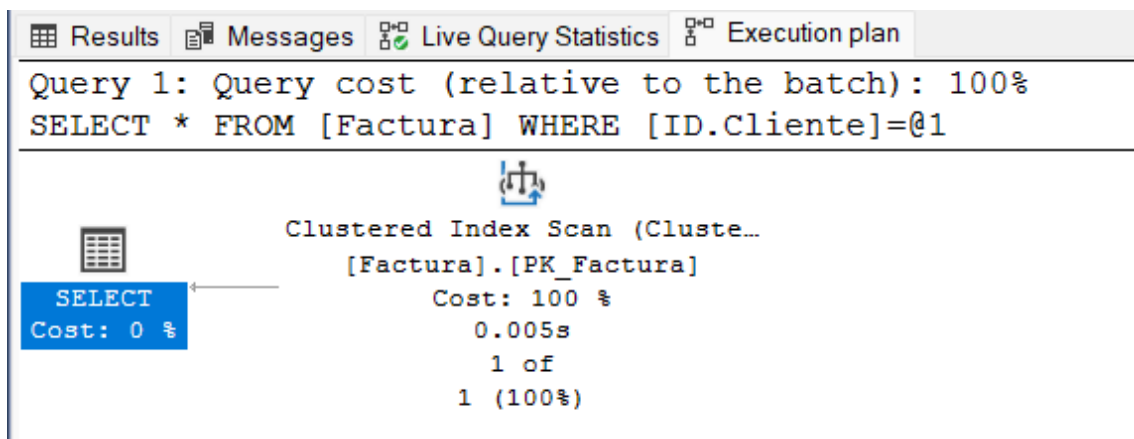 Results Messages Live Query Statistics Execution plan
Query 1: Query cost (relative to the batch): 100%
SELECT * FROM [Factura] WHERE [ID.Cliente]=@1
Clustered Index Scan (Cluste…
[Factura].[PK_Factura]
Cost: 100 %
0.005s
1 of
1 (100%)
SELECT
Cost: 0 %